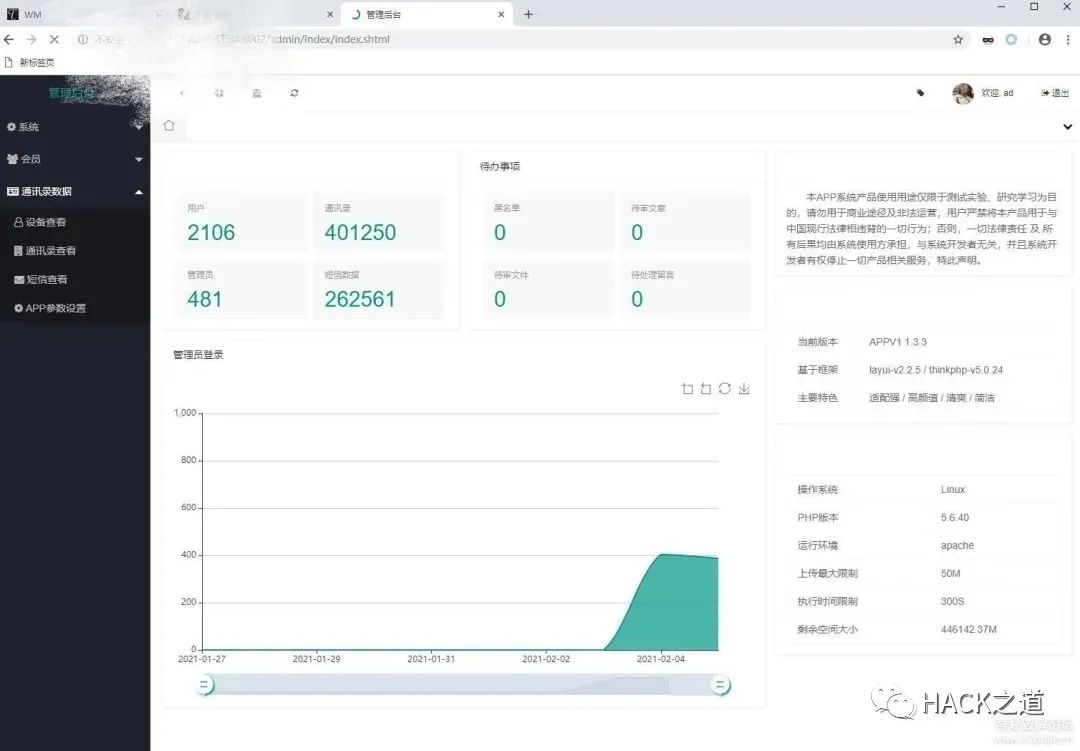 WM
管理后台
/admin/index/index.shtml
新标签页
管理后台
欢迎, ad
退出
系统
会员
通讯录数据
设备查看
通讯录查看
短信查看
APP参数设置
用户
2106
通讯录
401250
管理员
481
短信数据
262561
待办事项
黑名单
0
待审文章
0
待审文件
0
待处理留言
0
本APP系统产品使用用途仅限于测试实验、研究学习为目
的，请勿用于商业途径及非法运营，用户严禁将本产品用于与
中国现行法律相违背的一切行为；否则，一切法律责任 及 所
有后果均由系统使用方承担，与系统开发者无关，并且系统开
发者有权停止一切产品相关服务，特此声明。
当前版本 APPV1 1.3.3
基于框架 layui-v2.2.5 / thinkphp-v5.0.24
主要特色 适配强 / 高颜值 / 清爽 / 简洁
管理员登录
1,000
800
600
400
200
0
2021-01-27 2021-01-29 2021-01-31 2021-02-02 2021-02-04
操作系统 Linux
PHP版本 5.6.40
运行环境 apache
上传最大限制 50M
执行时间限制 300S
剩余空间大小 446142.37M
HACK之道